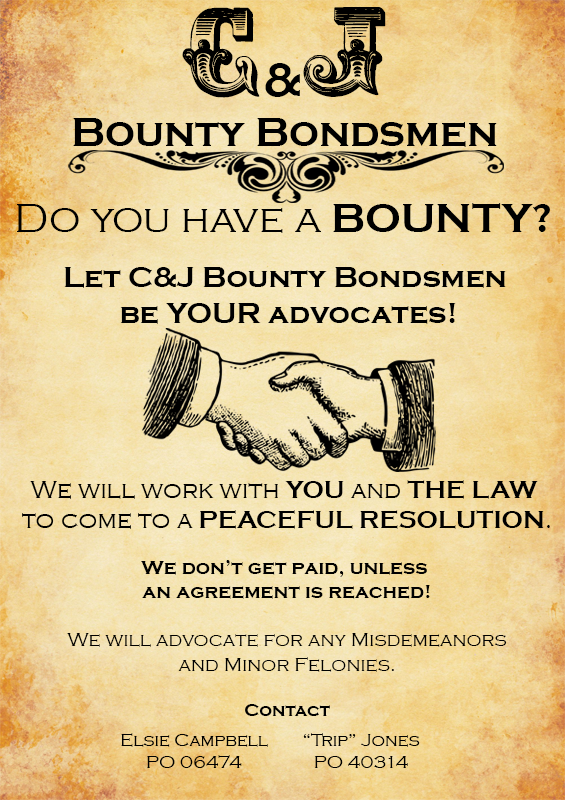 C&J
Bounty Bondsmen
Do you have a BOUNTY?
Let C&J Bounty Bondsmen
be YOUR advocates!
We will work with YOU and THE LAW
to come to a PEACEFUL RESOLUTION.
We don't get paid, unless
an agreement is reached!
We will advocate for any Misdemeanors
and Minor Felonies.
Contact
Elsie Campbell "Trip" Jones
PO 06474 PO 40314